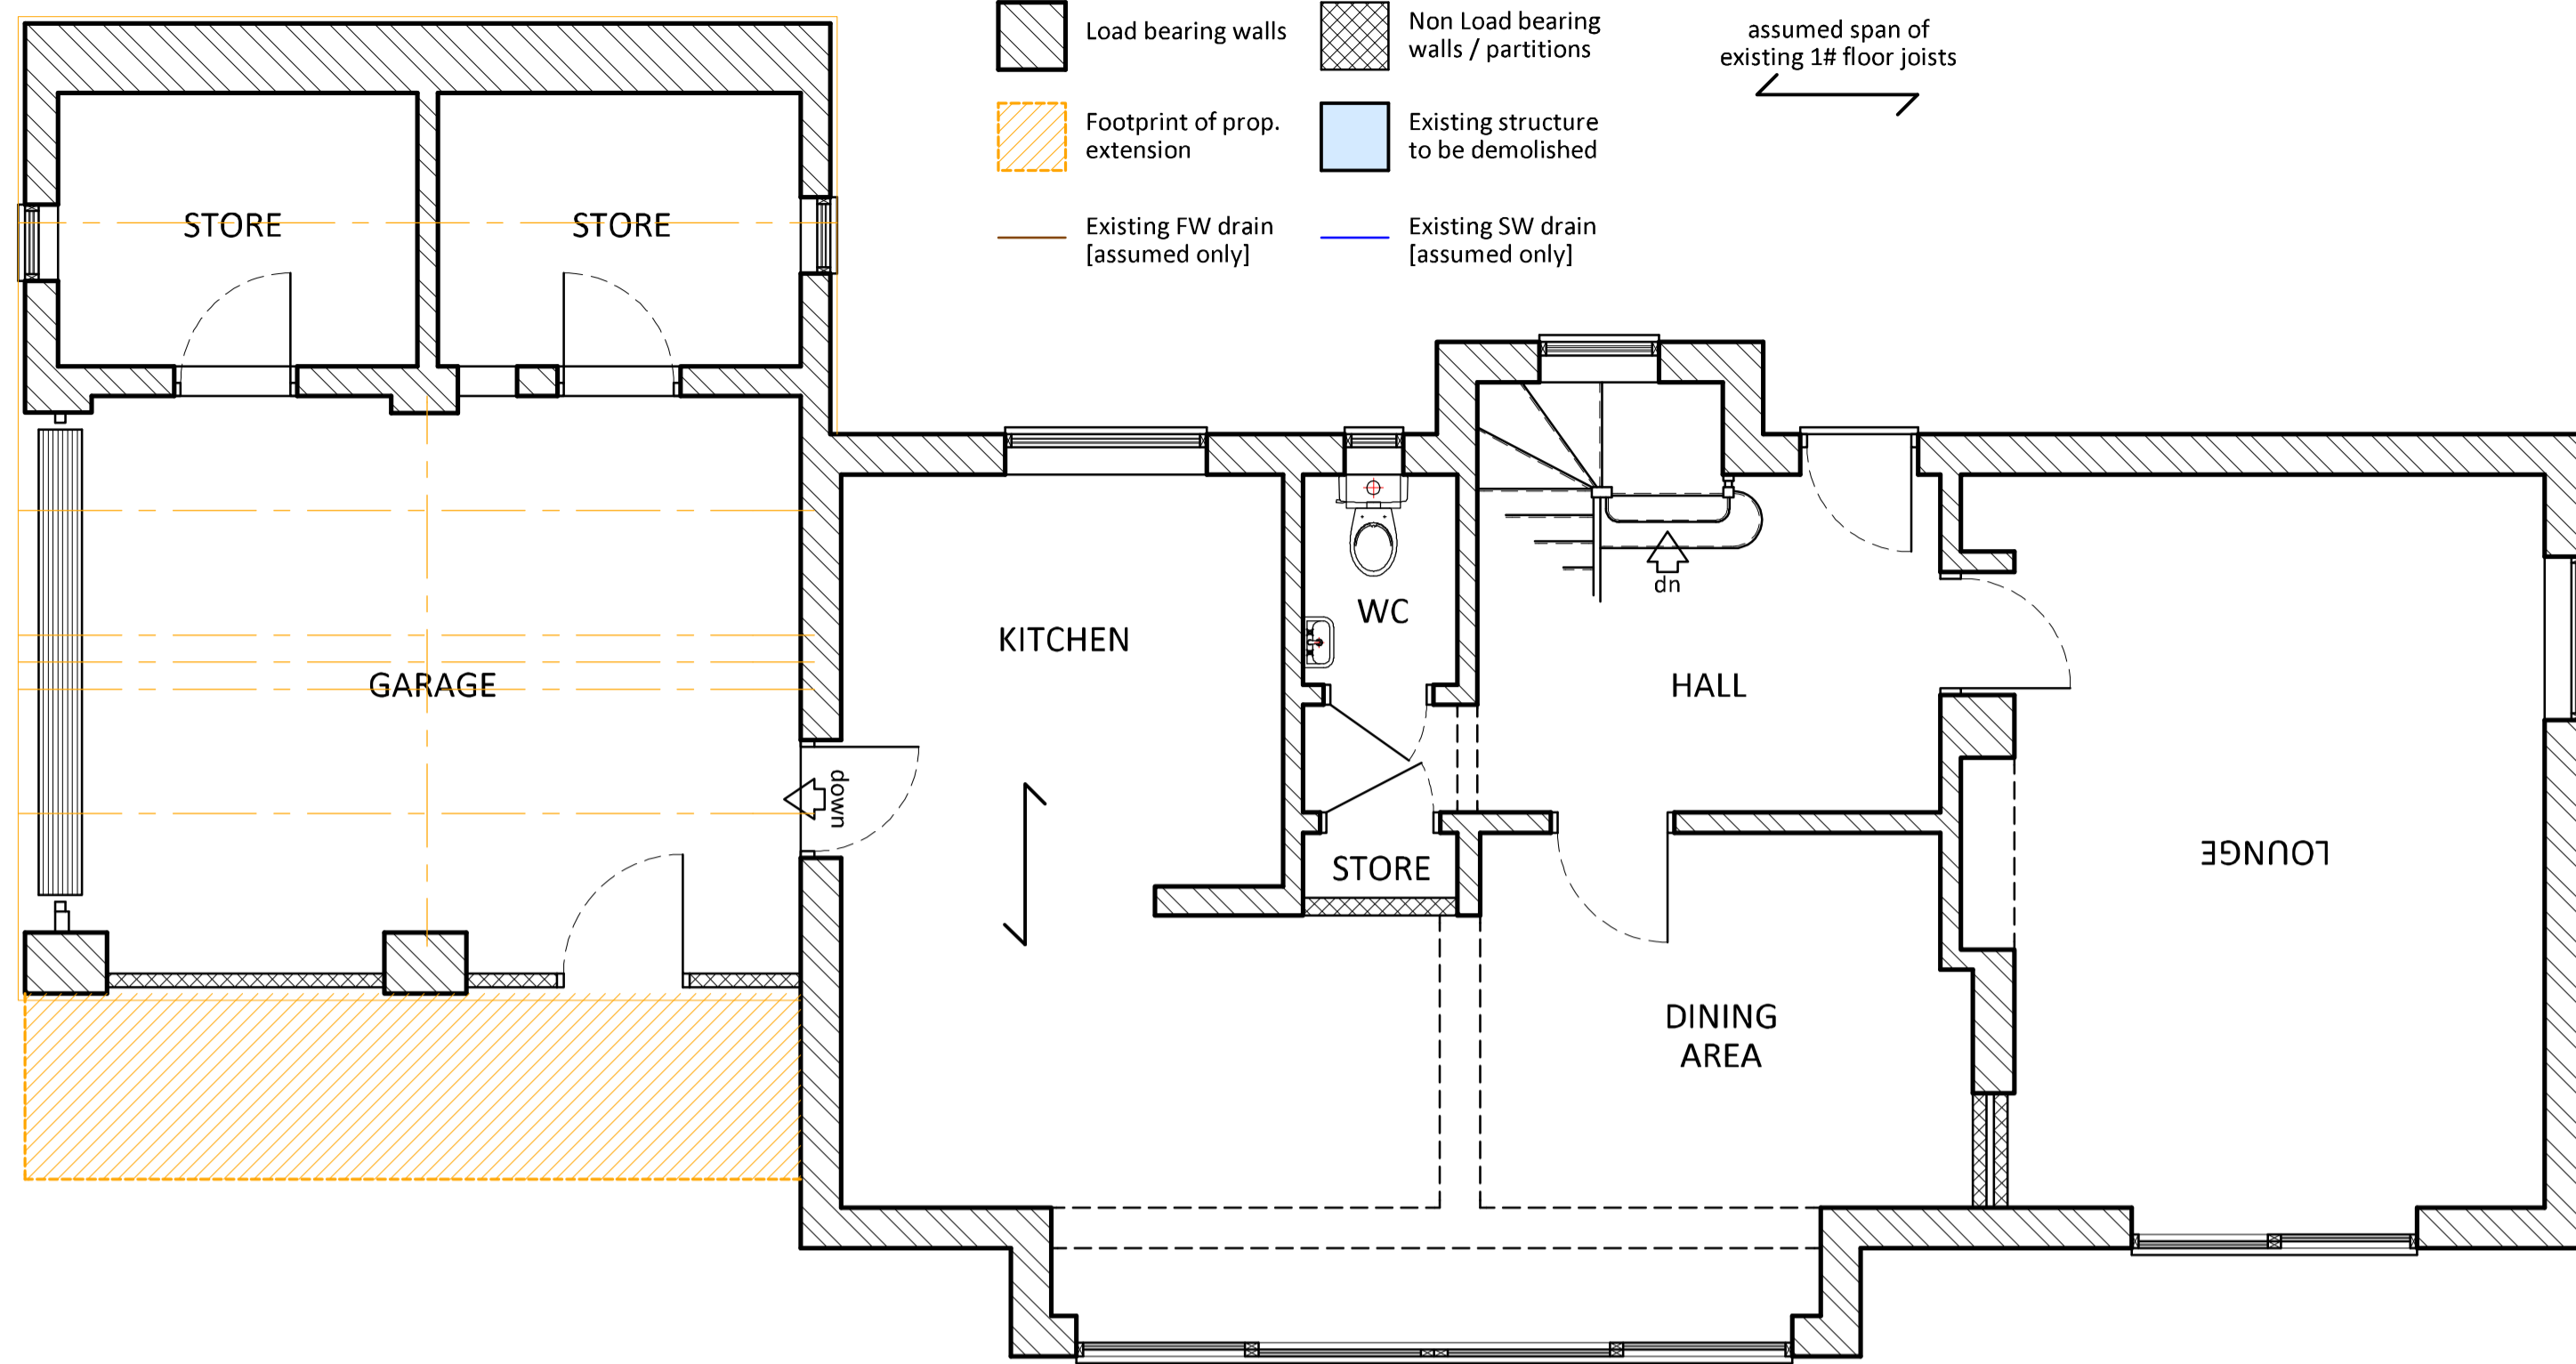 Load bearing walls
Non Load bearing
walls / partitions
assumed span of
existing 1# floor joists
Footprint of prop.
extension
Existing structure
to be demolished
Existing FW drain
[assumed only]
Existing SW drain
[assumed only]
STORE
STORE
GARAGE
KITCHEN
down
WC
STORE
dn
HALL
DINING
AREA
LOUNGE